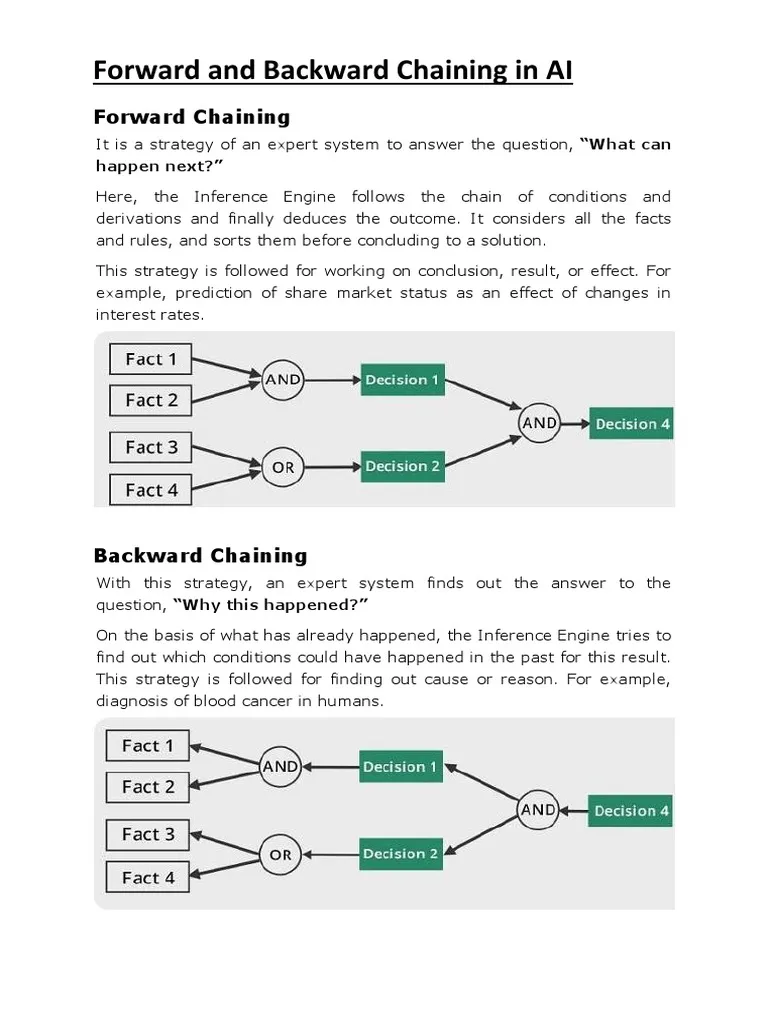 Forward and Backward Chaining in AI
Forward Chaining
It is a strategy of an expert system to answer the question, “What can
happen next?”
Here, the Inference Engine follows the chain of conditions and
derivations and finally deduces the outcome. It considers all the facts
and rules, and sorts them before concluding to a solution.
This strategy is followed for working on conclusion, result, or effect. For
example, prediction of share market status as an effect of changes in
interest rates.
Fact 1
Fact 2
AND
Decision 1
Fact 3
Fact 4
OR
Decision 2
AND
Decision 4
Backward Chaining
With this strategy, an expert system finds out the answer to the
question, “Why this happened?”
On the basis of what has already happened, the Inference Engine tries to
find out which conditions could have happened in the past for this result.
This strategy is followed for finding out cause or reason. For example,
diagnosis of blood cancer in humans.
Fact 1
Fact 2
AND
Decision 1
Fact 3
Fact 4
OR
Decision 2
AND
Decision 4